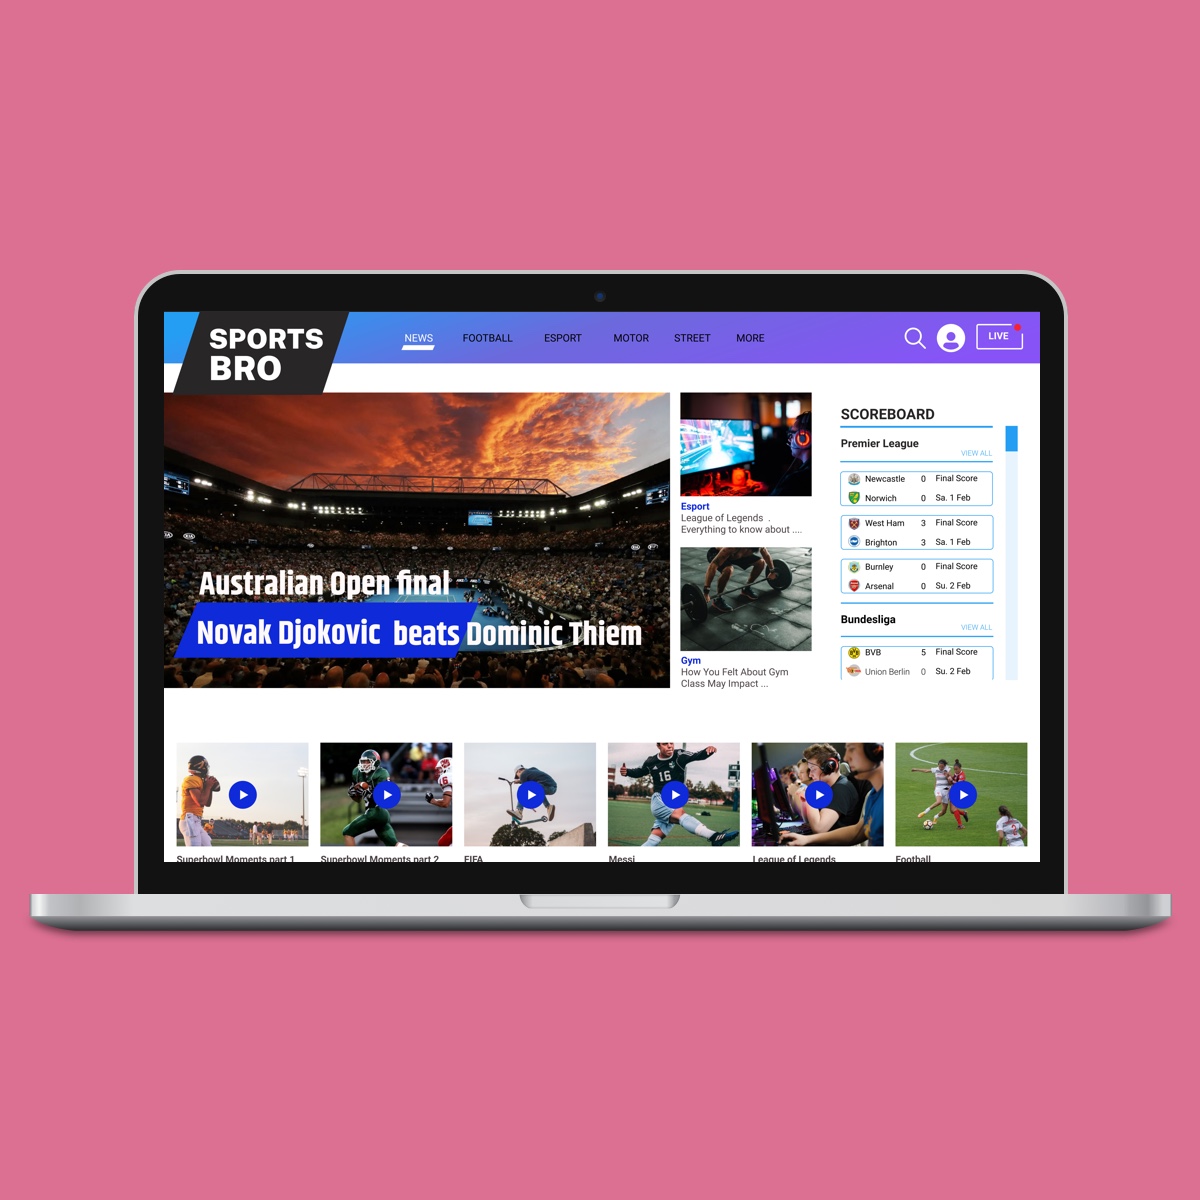 SPORTS
BRO
NEWS
FOOTBALL
ESPORT
MOTOR
STREET
MORE
LIVE
Australian Open final
Novak Djokovic beats Dominic Thiem
Esport
League of Legends .
Everything to know about ....
Gym
How You Felt About Gym
Class May Impact ...
SCOREBOARD
Premier League
VIEW ALL
Newcastle 0 Final Score
Norwich 0 Sa. 1 Feb
West Ham 3 Final Score
Brighton 3 Sa. 1 Feb
Burnley 0 Final Score
Arsenal 0 Su. 2 Feb
Bundesliga
VIEW ALL
BVB 5 Final Score
Union Berlin 0 Su. 2 Feb
16
Superbowl Moments part 1
Superbowl Moments part 2
FIFA
Messi
League of Legends
Football